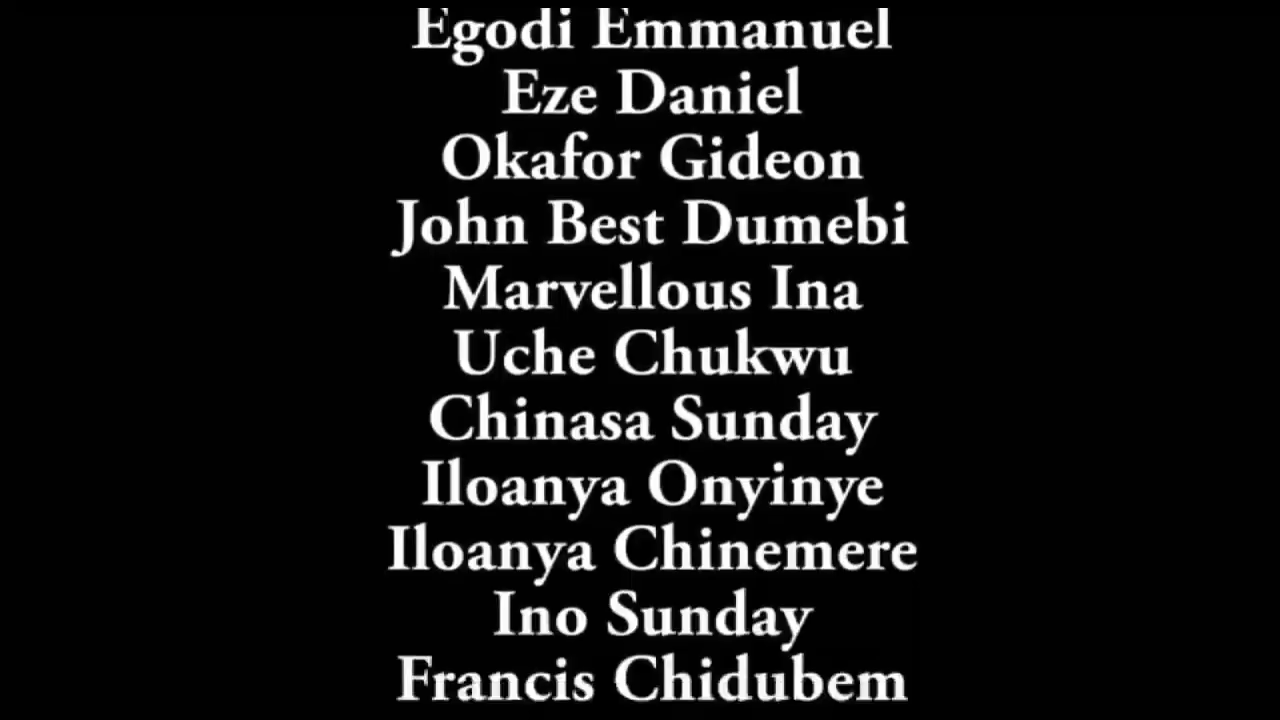 Egodi Emmanuel
Eze Daniel
Okafor Gideon
John Best Dumebi
Marvellous Ina
Uche Chukwu
Chinasa Sunday
Iloanya Onyinye
Iloanya Chinemere
Ino Sunday
Francis Chidubem